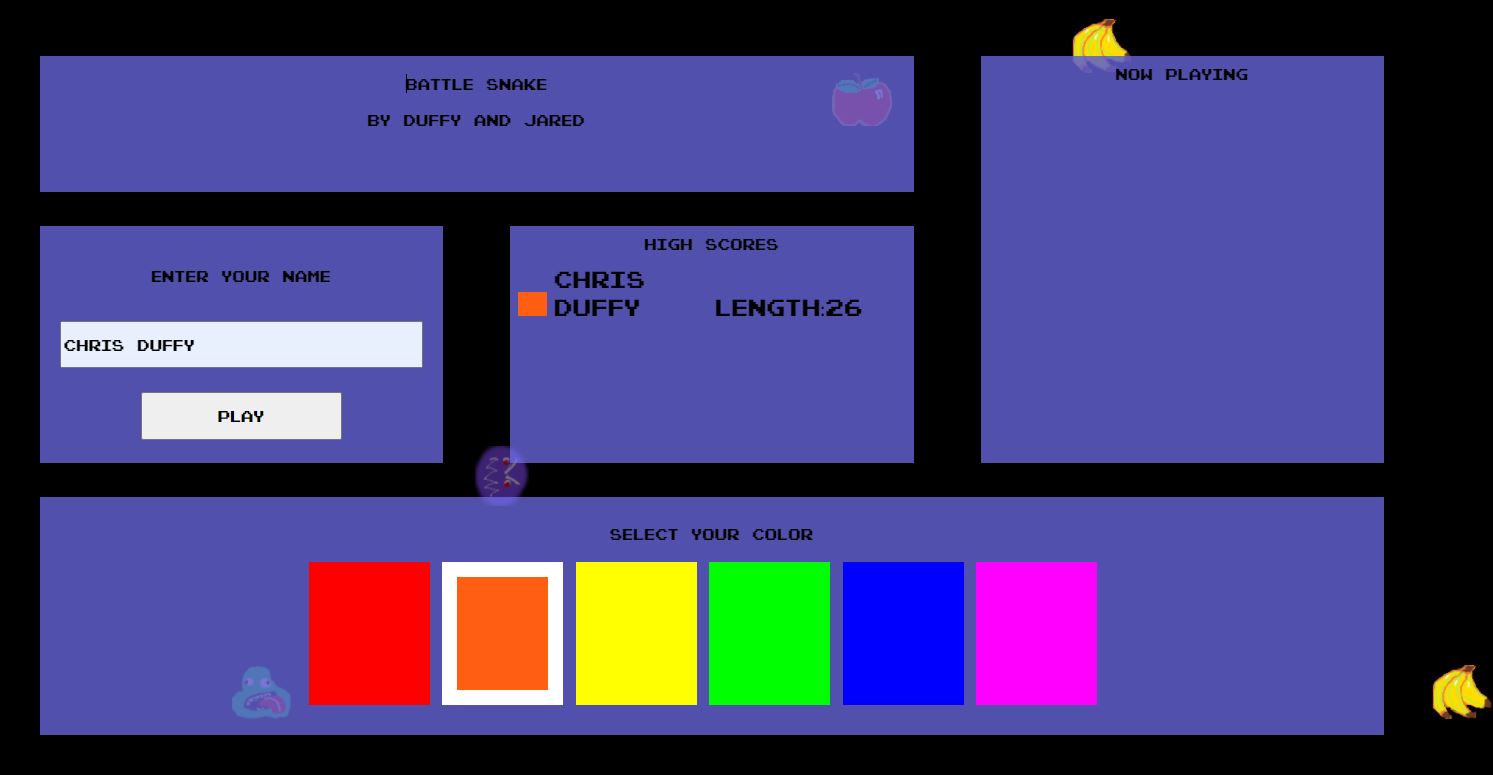 BATTLE SNAKE
BY DUFFY AND JARED
NOW PLAYING
ENTER YOUR NAME
CHRIS DUFFY
PLAY
HIGH SCORES
CHRIS
DUFFY LENGTH:26
SELECT YOUR COLOR